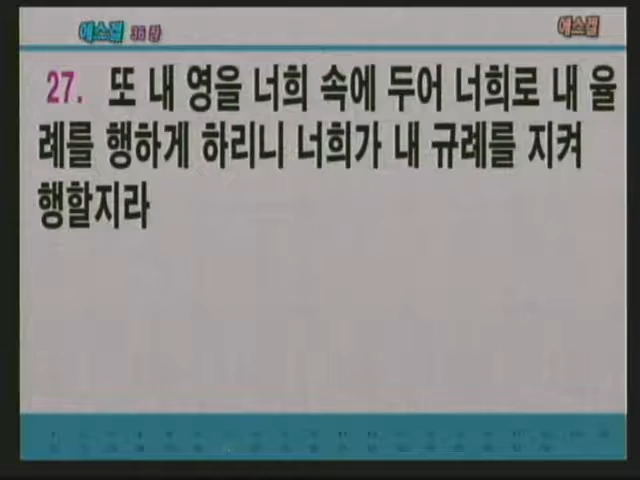 에스겔 36 장 에스겔
27. 또 내 영을 너희 속에 두어 너희로 내 율
례를 행하게 하리니 너희가 내 규례를 지켜
행할지라